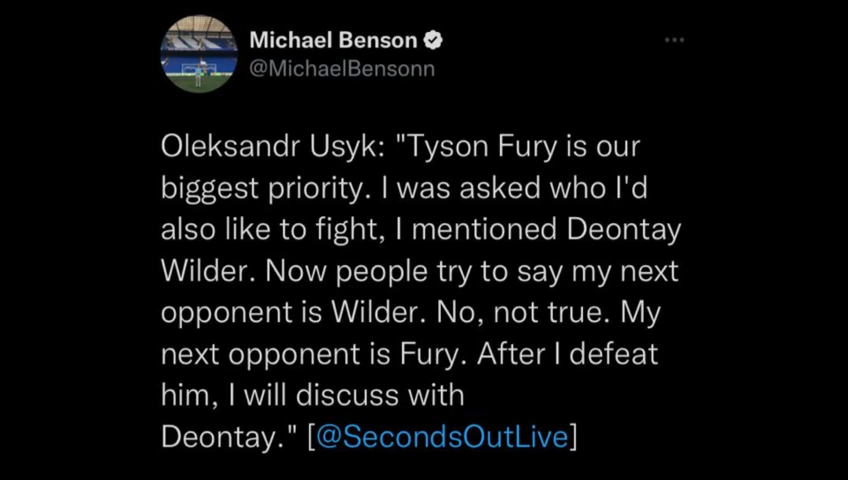 Michael Benson
@MichaelBensonn
Oleksandr Usyk: "Tyson Fury is our
biggest priority. I was asked who I'd
also like to fight, I mentioned Deontay
Wilder. Now people try to say my next
opponent is Wilder. No, not true. My
next opponent is Fury. After I defeat
him, I will discuss with
Deontay." [@SecondsOutLive]